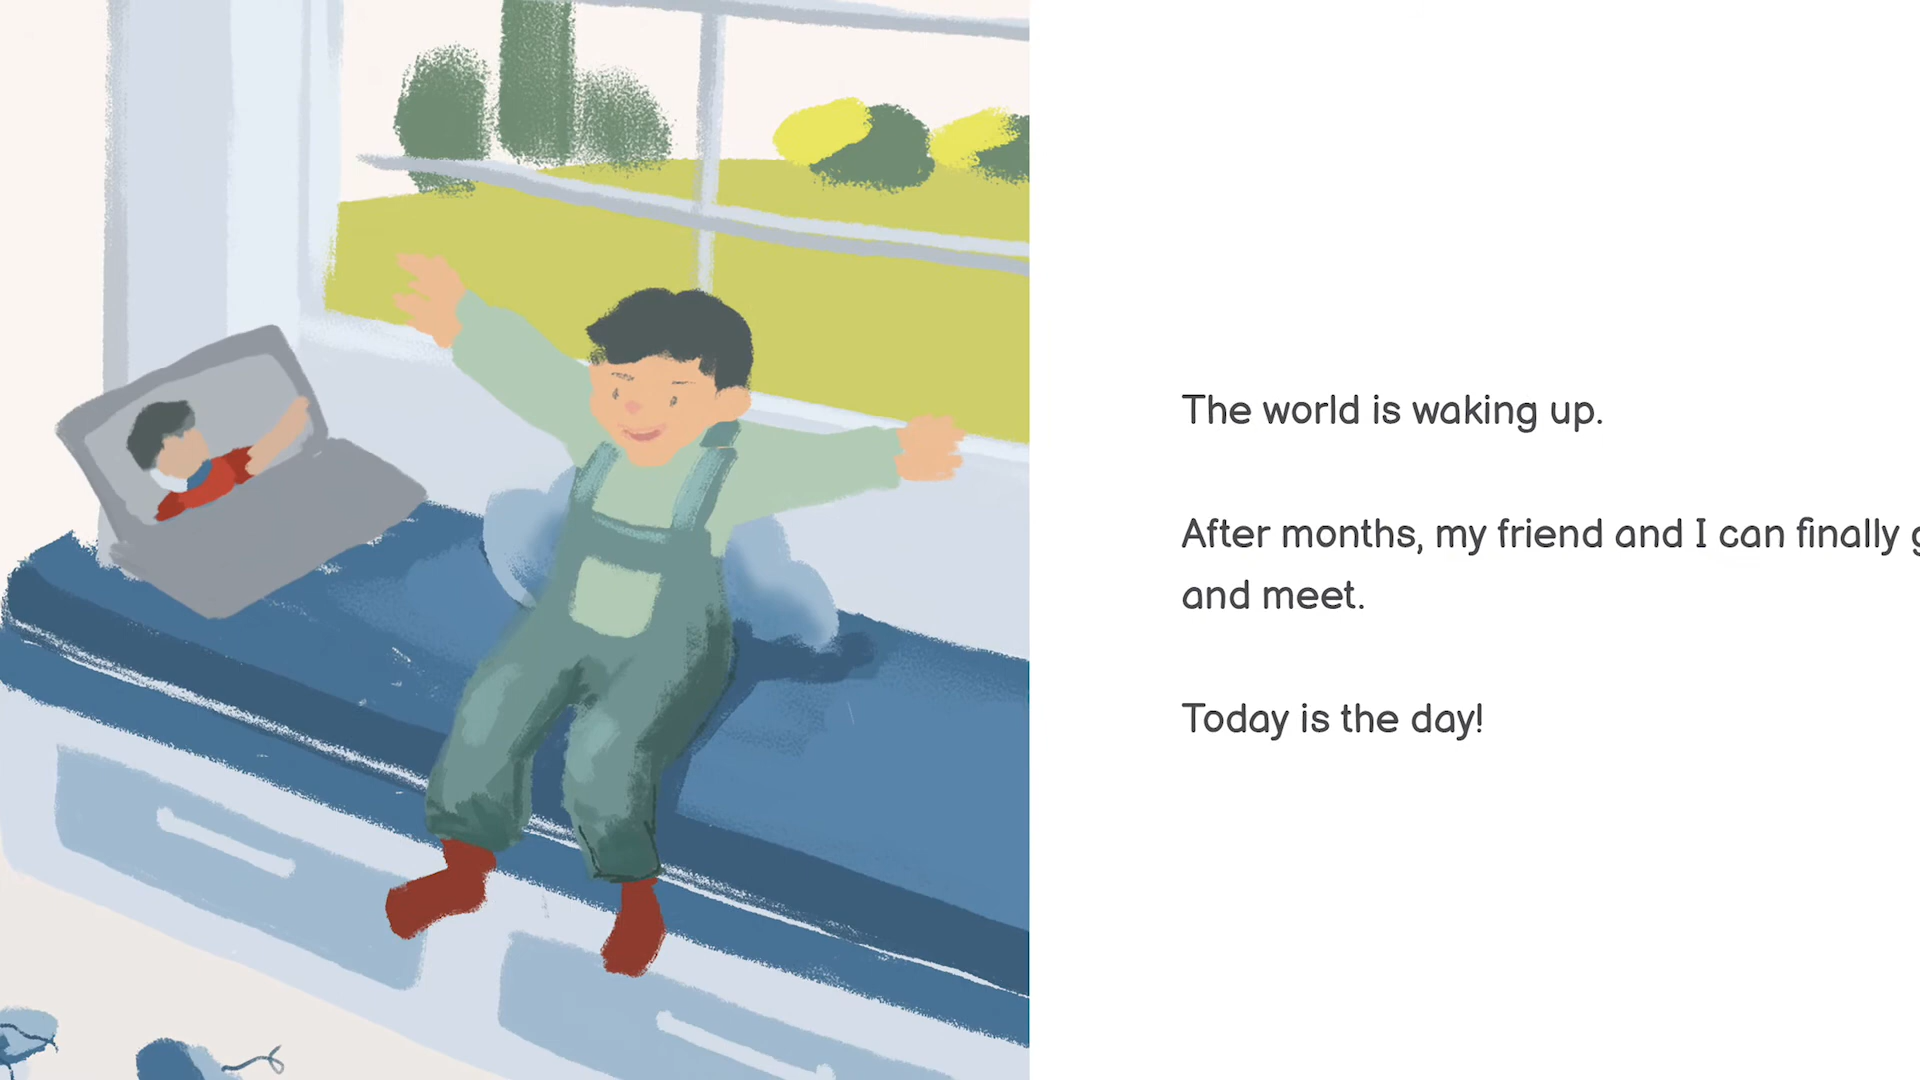 The world is waking up.
After months, my friend and I can finally
and meet.
Today is the day!